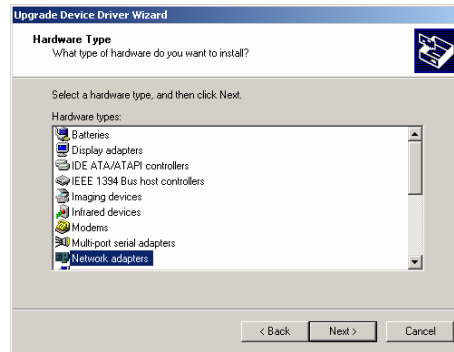 Upgrade Device Driver Wizard
Hardware Type
What type of hardware do you want to install?
Select a hardware type, and then click Next.
Hardware types:
Batteries
Display adapters
IDE ATA/ATAPI controllers
IEEE 1394 Bus host controllers
Imaging devices
Infrared devices
Modems
Multi-port serial adapters
Network adapters
< Back
Next >
Cancel